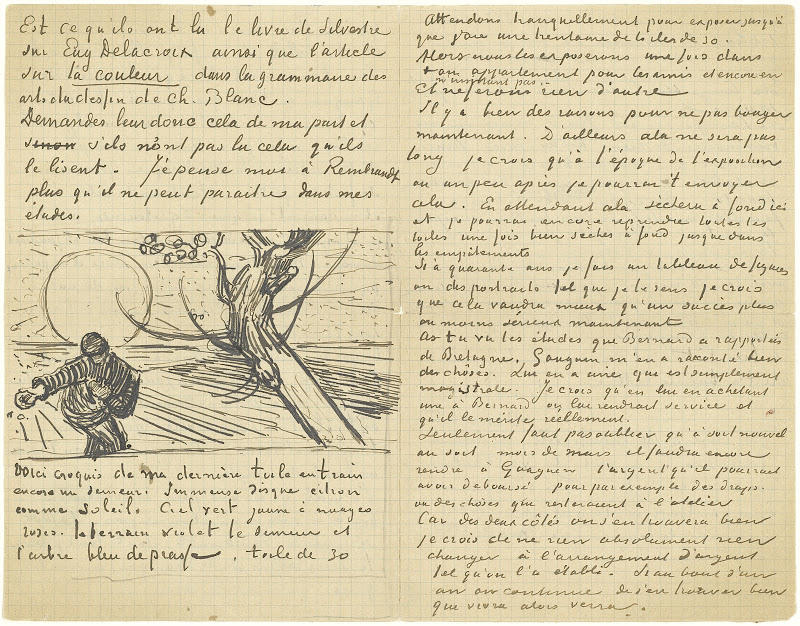 Est ce qu'ils ont lu le livre de Silvestre
sur Eug Delacroix ainsi que l'article
sur la couleur dans la grammaire des
arts du dessin de Ch. Blanc.
Demandes leur donc cela de ma part et
sinon s'ils n'ont pas lu cela qu'ils
le lisent. J'epense moi à Rembrandt
plus qu'il ne peut paraitre dans mes
études.
Voici croquis de ma dernière toile en train
encore un semeur. Immense disque citron
comme soleil. Ciel vert jaune à nuages
roses. le terrain violet le semeur et
l'arbre bleu de prusse. toile de 30
Attendons tranquillement pour exposer jusqu'à
que j'aie une trentaine de toiles de 30.
Alors nous les exposerons une fois dans
ton appartement pour les amis et encore en
n'insistant pas.
Et ne ferons rien d'autre
Il y a bien des raisons pour ne pas bouger
maintenant. D'ailleurs cela ne sera pas
long je crois qu'à l'époque de l'exposition
ou un peu après je pourrai t'envoyer
cela. En attendant cela sèchera à fond ici
et je pourrai encore reprendre toutes les
toiles une fois bien sèches à fond jusque dans
les empâtements
Si à quarante ans je fais un tableau de figures
ou des portraits tel que je le sens je crois
que cela vaudra mieux qu'un succès plus
ou moins sérieux maintenant
As tu vu les études que Bernard a rapportées
de Bretagne, Gauguin m'en a raconté bien
des choses. Lui en a une que est simplement
magistrale. Je crois qu'en lui en achetant
une à Bernard on lui rendrait service et
qu'il le mérite réellement.
Seulement faut pas oublier qu'à soit nouvel
an soit mois de mars il faudra encore
rendre à Gauguin l'argent qu'il pourrait
avoir deboursé pour par exemple des draps.
ou des choses que resteraient à l'atelier
Car des deux côtés on s'en trouvera bien
je crois de ne rien absolument rien
changer à l'arrangement d'argent
tel qu'on l'a établi. Si au bout d'un
an on continue de s'en trouver bien
que vivra alors verra.